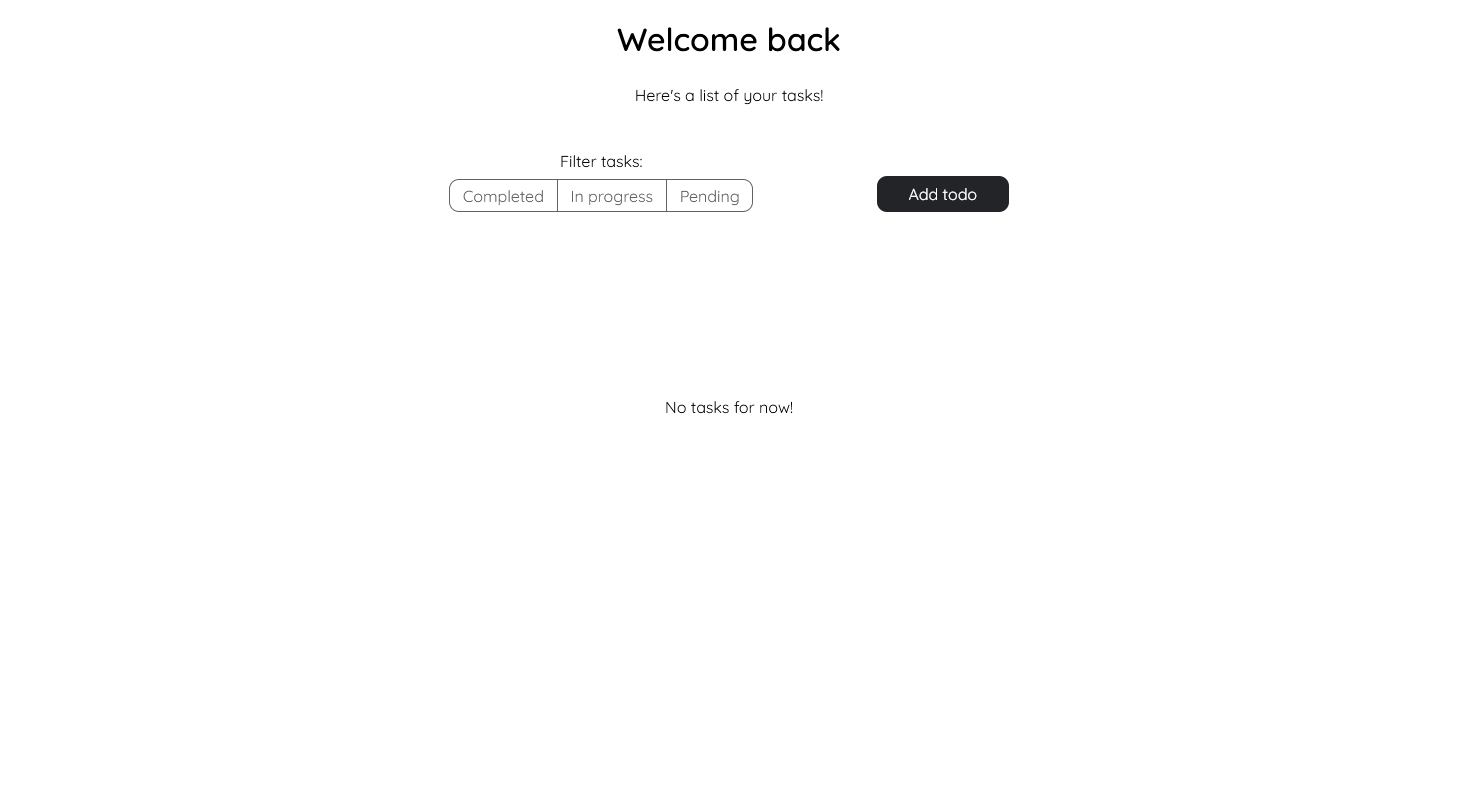 Welcome back
Here's a list of your tasks!
Filter tasks:
Completed In progress Pending
Add todo
No tasks for now!